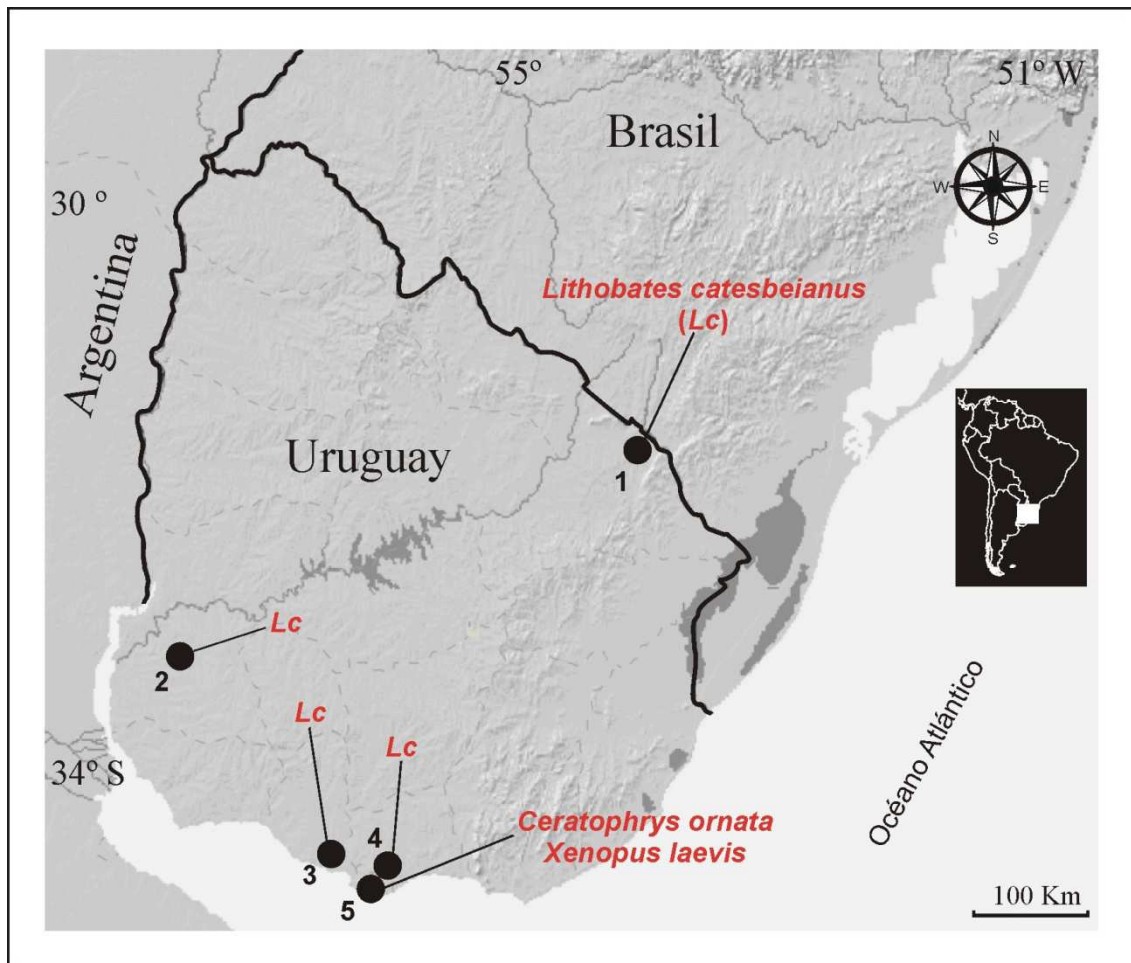 55º
51º W
Brasil
N
W
E
S
30 º
Argentina
Lithobates catesbeianus
(Lc)
Uruguay
1
Lc
2
Lc
Lc
34º S
Océano Atlántico
Ceratophrys ornata
Xenopus laevis
4
3
5
100 Km